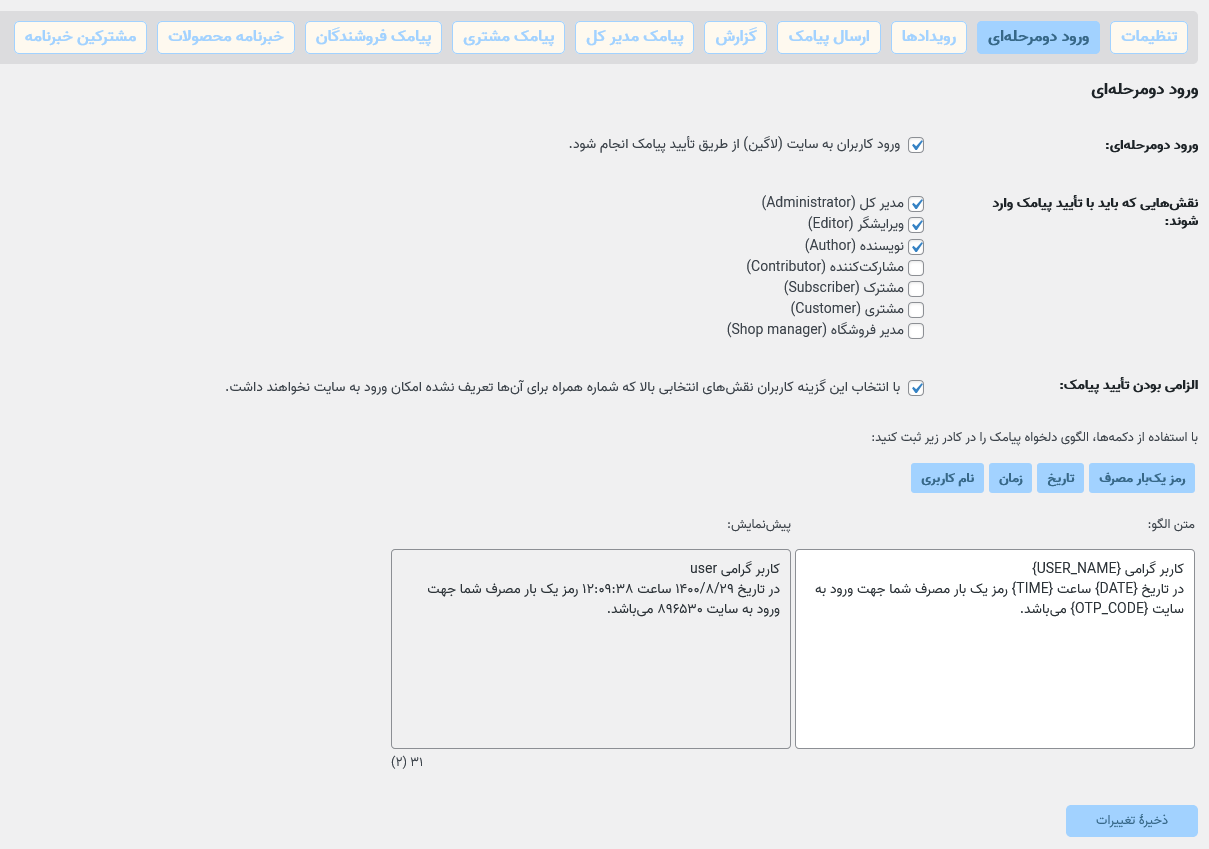 تنظیمات
ورود دومرحله‌ای
رویدادها
ارسال پیامک
گزارش
پیامک مدیر کل
پیامک مشتری
پیامک فروشندگان
خبرنامه محصولات
مشترکین خبرنامه
ورود دومرحله‌ای
ورود دومرحله‌ای:
ورود کاربران به سایت (لاگین) از طریق تأیید پیامک انجام شود.
نقش‌هایی که باید با تأیید پیامک وارد
شوند:
مدیر کل (Administrator)
ویرایشگر (Editor)
نویسنده (Author)
مشارکت‌کننده (Contributor)
مشترک (Subscriber)
مشتری (Customer)
مدیر فروشگاه (Shop manager)
الزامی بودن تأیید پیامک:
با انتخاب این گزینه کاربران نقش‌های انتخابی بالا که شماره همراه برای آن‌ها تعریف نشده امکان ورود به سایت نخواهند داشت.
با استفاده از دکمه‌ها، الگوی دلخواه پیامک را در کادر زیر ثبت کنید:
رمز یک‌بار مصرف
تاریخ
زمان
نام کاربری
متن الگو:
کاربر گرامی {USER_NAME}
در تاریخ {DATE} ساعت {TIME} رمز یک بار مصرف شما جهت ورود به
سایت {OTP_CODE} می‌باشد.
پیش‌نمایش:
کاربر گرامی user
در تاریخ ۱۴۰۰/۸/۲۹ ساعت ۱۲:۰۹:۳۸ رمز یک بار مصرف شما جهت
ورود به سایت ۸۹۶۵۳۰ می‌باشد.
۳۱ (۲)
ذخیرهٔ تغییرات